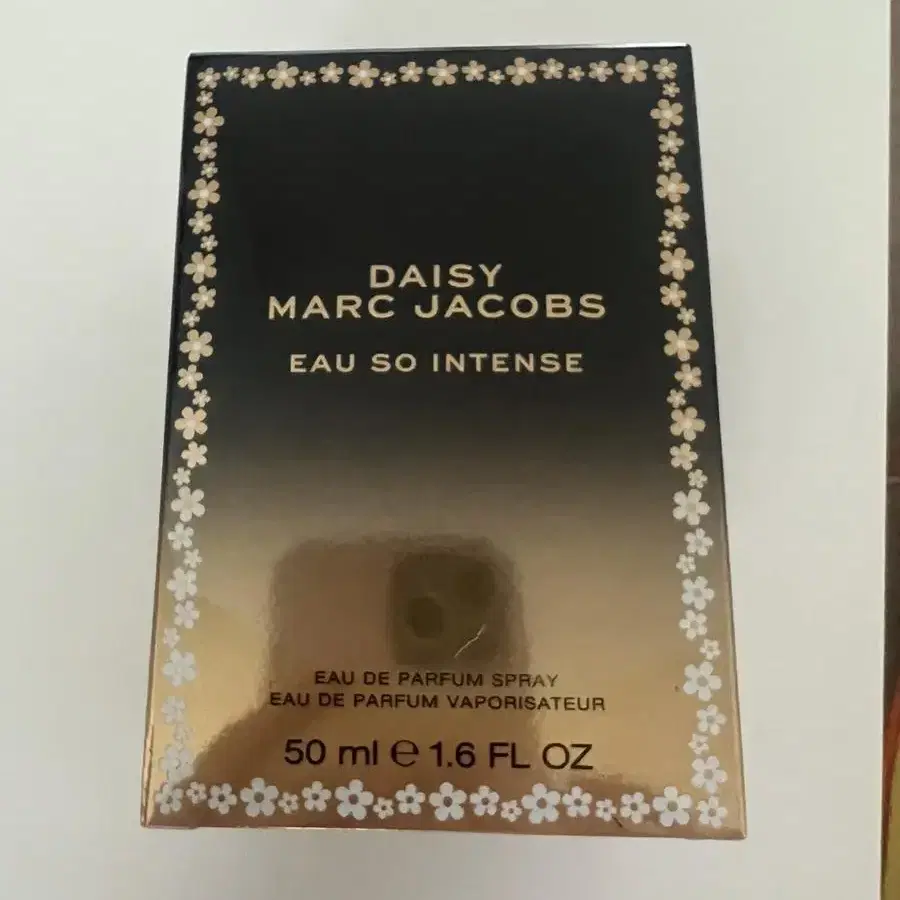 DAISY
MARC JACOBS
EAU SO INTENSE
EAU DE PARFUM SPRAY
EAU DE PARFUM VAPORISATEUR
50 ml ℮ 1.6 FL OZ